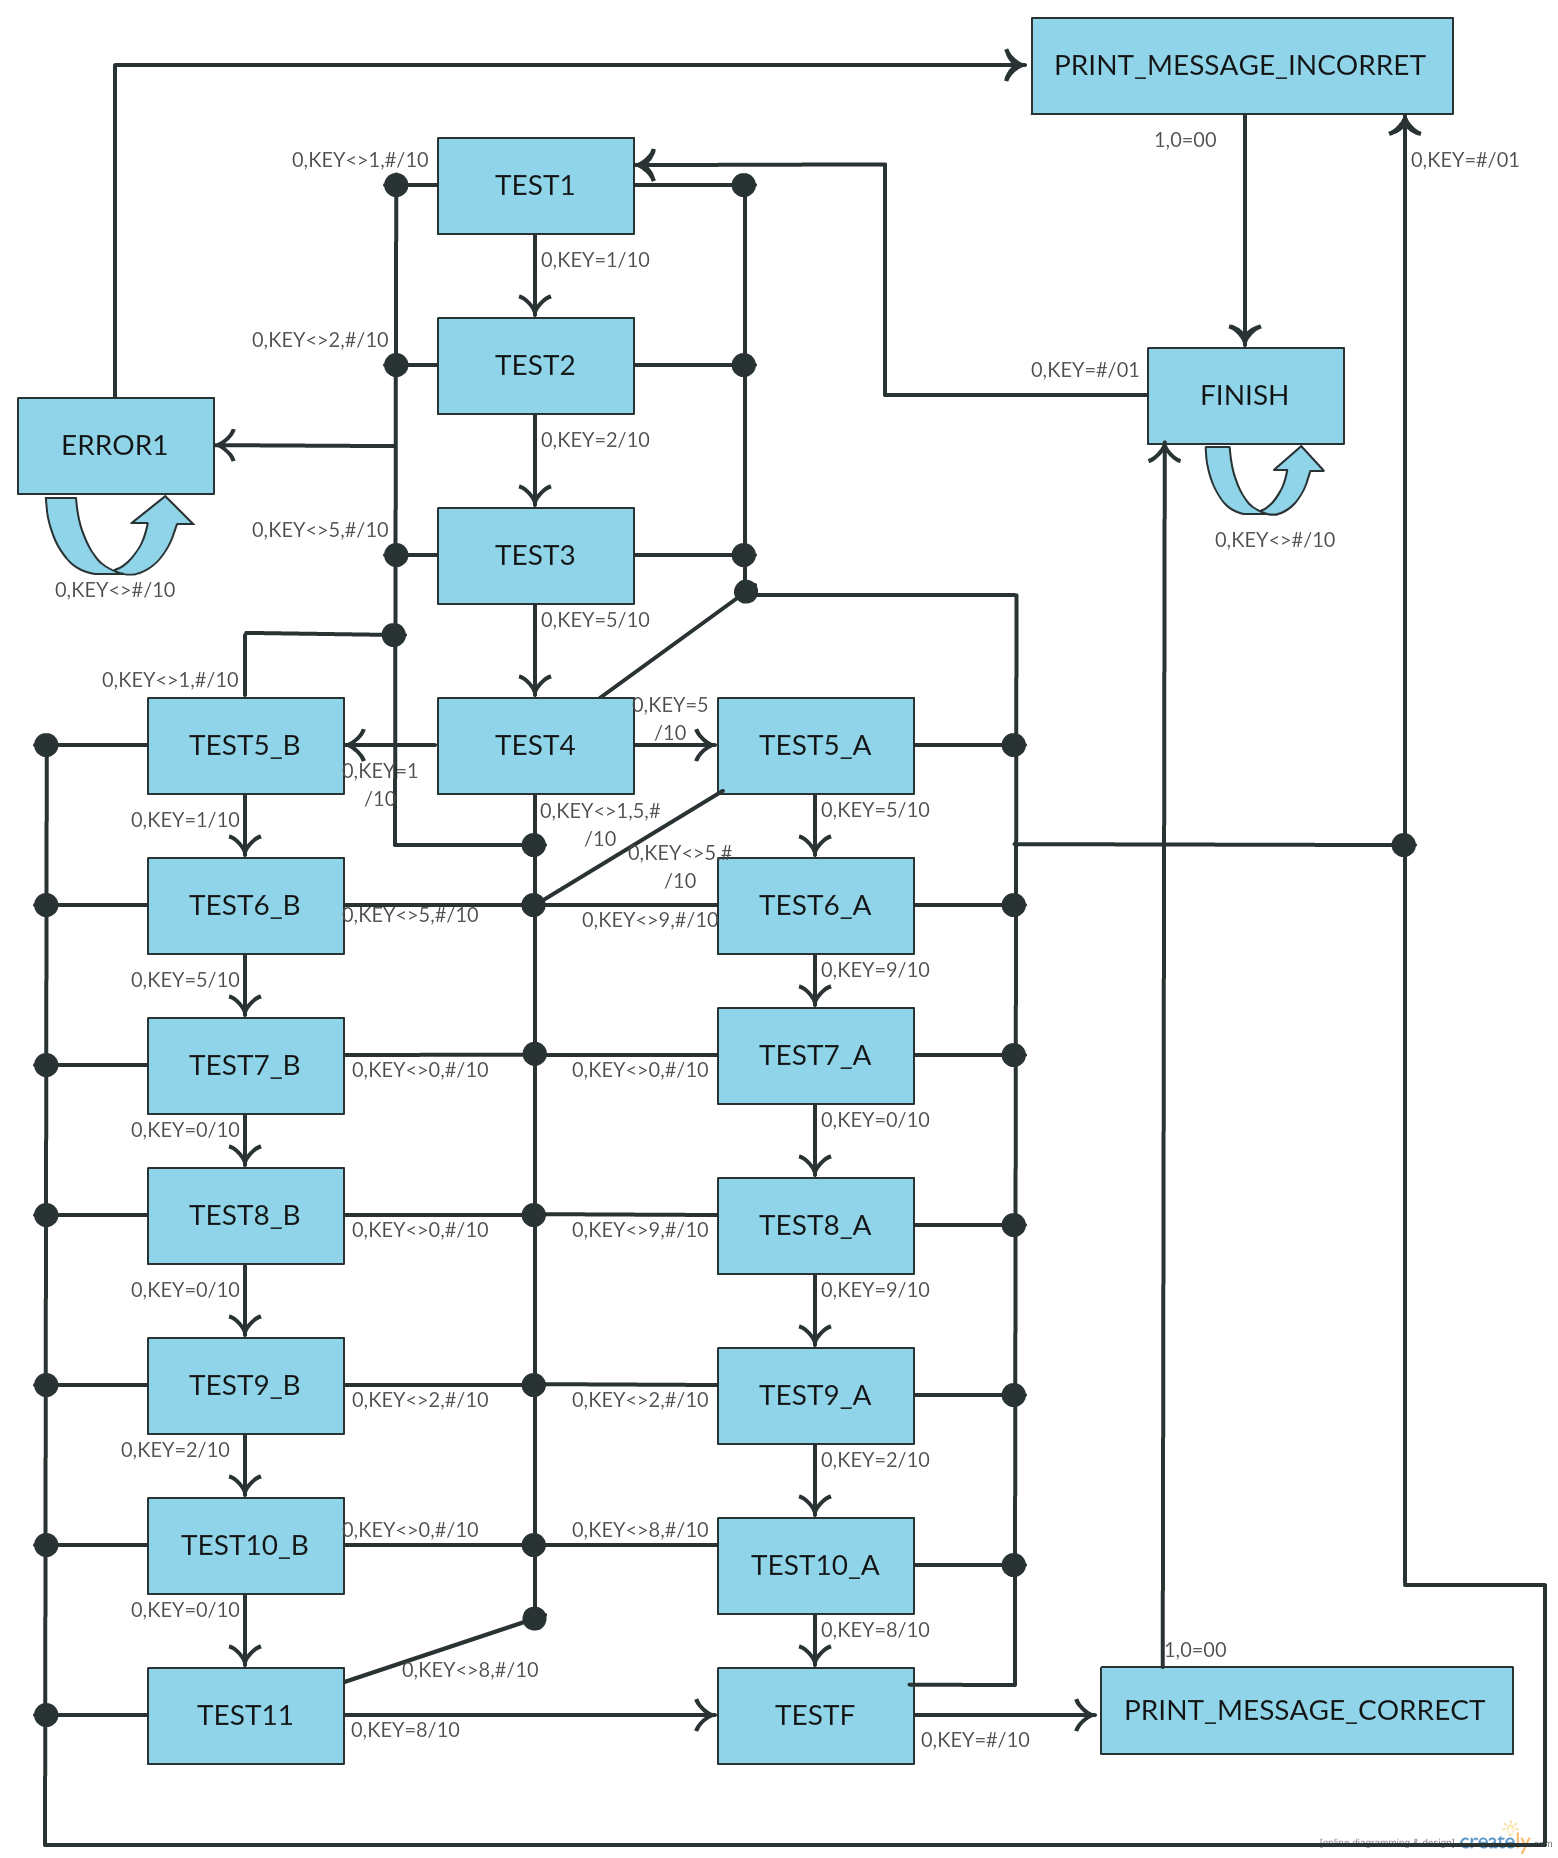 PRINT_MESSAGE_INCORRET
1,0=00
0,KEY=#/01
0,KEY<>1,#/10
TEST1
0,KEY=1/10
0,KEY<>2,#/10
TEST2
0,KEY=2/10
0,KEY=#/01
FINISH
0,KEY<>#/10
ERROR1
0,KEY<>#/10
0,KEY<>5,#/10
TEST3
0,KEY=5/10
0,KEY<>1,#/10
TEST5_B
0,KEY=1
/10
TEST4
0,KEY=5
/10
TEST5_A
0,KEY=1/10
0,KEY<>1,5,#
/10
0,KEY<>5,#
/10
0,KEY=5/10
TEST6_B
0,KEY<>5,#/10
0,KEY<>9,#/10
TEST6_A
0,KEY=5/10
0,KEY=9/10
TEST7_B
0,KEY<>0,#/10
0,KEY<>0,#/10
TEST7_A
0,KEY=0/10
0,KEY=0/10
TEST8_B
0,KEY<>0,#/10
0,KEY<>9,#/10
TEST8_A
0,KEY=0/10
0,KEY=9/10
TEST9_B
0,KEY<>2,#/10
0,KEY<>2,#/10
TEST9_A
0,KEY=2/10
0,KEY=2/10
TEST10_B
0,KEY<>0,#/10
0,KEY<>8,#/10
TEST10_A
0,KEY=0/10
0,KEY=8/10
0,KEY<>8,#/10
1,0=00
TEST11
0,KEY=8/10
TESTF
0,KEY=#/10
PRINT_MESSAGE_CORRECT
[online diagramming & design] creately.com